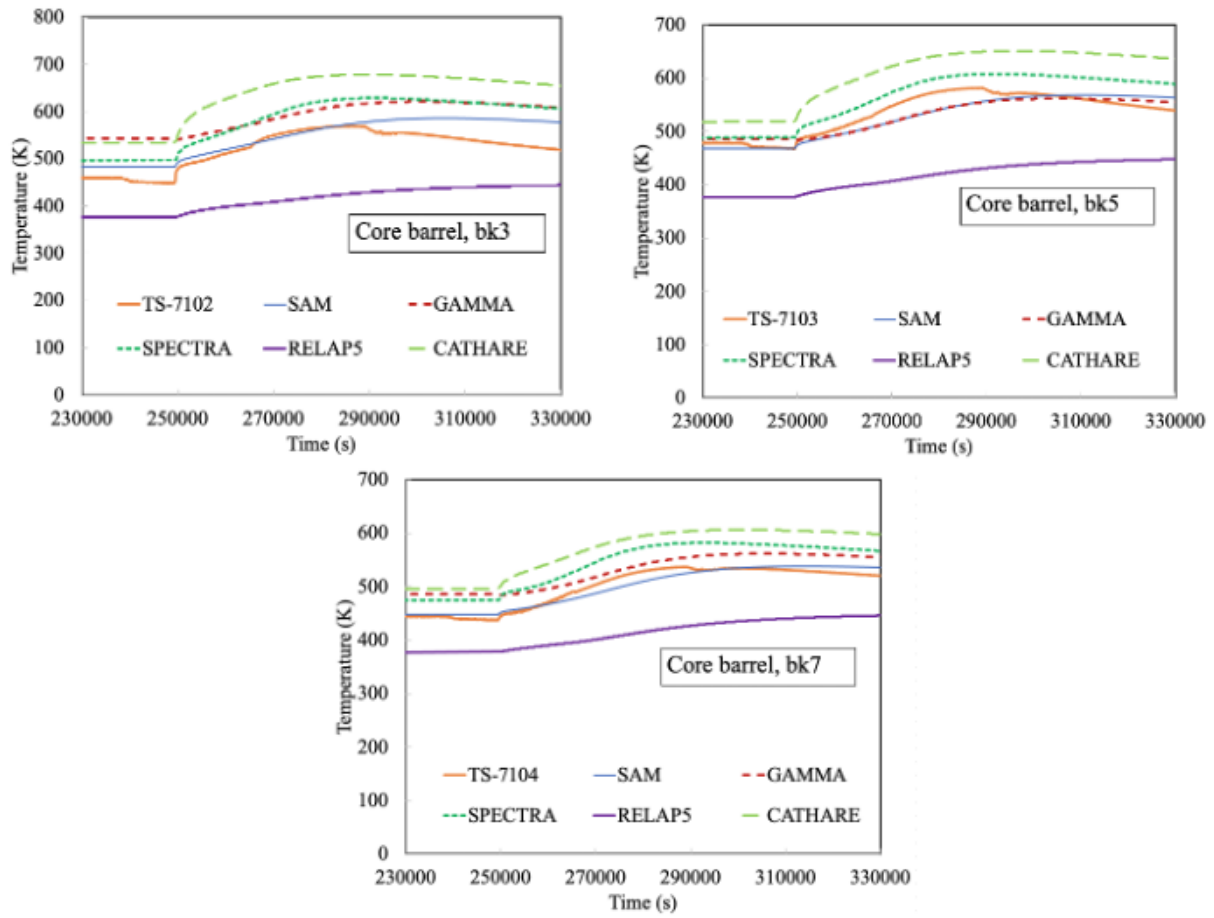 800
700
600
500
400
300
200
100
0
Temperature (K)
Core barrel, bk3
TS-7102 SAM GAMMA
SPECTRA RELAP5 CATHARE
230000 250000 270000 290000 310000 330000
Time (s)
700
600
500
400
300
200
100
0
Temperature (K)
Core barrel, bk5
TS-7103 SAM GAMMA
SPECTRA RELAP5 CATHARE
230000 250000 270000 290000 310000 330000
Time (s)
700
600
500
400
300
200
100
0
Temperature (K)
Core barrel, bk7
TS-7104 SAM GAMMA
SPECTRA RELAP5 CATHARE
230000 250000 270000 290000 310000 330000
Time (s)